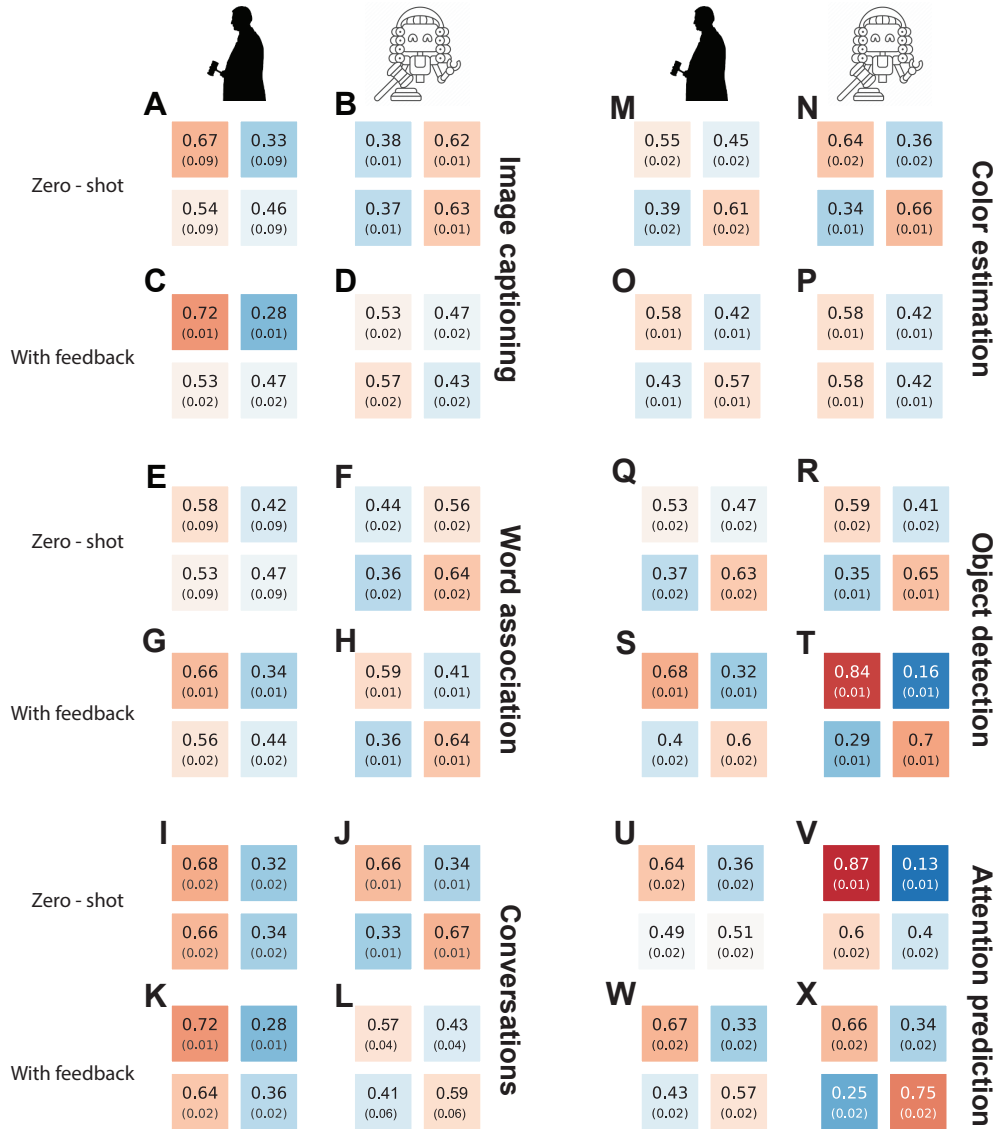 A
B
M
N
0.67 0.33
(0.09) (0.09)
0.38 0.62
(0.01) (0.01)
0.55 0.45
(0.02) (0.02)
0.64 0.36
(0.02) (0.02)
Zero - shot
0.54 0.46
(0.09) (0.09)
0.37 0.63
(0.01) (0.01)
0.39 0.61
(0.02) (0.02)
0.34 0.66
(0.01) (0.01)
Image captioning
Color estimation
C
D
O
P
0.72 0.28
(0.01) (0.01)
0.53 0.47
(0.02) (0.02)
0.58 0.42
(0.01) (0.01)
0.58 0.42
(0.01) (0.01)
With feedback
0.53 0.47
(0.02) (0.02)
0.57 0.43
(0.02) (0.02)
0.43 0.57
(0.01) (0.01)
0.58 0.42
(0.01) (0.01)
E
F
Q
R
0.58 0.42
(0.09) (0.09)
0.44 0.56
(0.02) (0.02)
0.53 0.47
(0.02) (0.02)
0.59 0.41
(0.02) (0.02)
Zero - shot
0.53 0.47
(0.09) (0.09)
0.36 0.64
(0.02) (0.02)
0.37 0.63
(0.02) (0.02)
0.35 0.65
(0.01) (0.01)
Word association
Object detection
G
H
S
T
0.66 0.34
(0.01) (0.01)
0.59 0.41
(0.01) (0.01)
0.68 0.32
(0.01) (0.01)
0.84 0.16
(0.01) (0.01)
With feedback
0.56 0.44
(0.02) (0.02)
0.36 0.64
(0.01) (0.01)
0.4 0.6
(0.02) (0.02)
0.29 0.7
(0.01) (0.01)
I
J
U
V
0.68 0.32
(0.02) (0.02)
0.66 0.34
(0.01) (0.01)
0.64 0.36
(0.02) (0.02)
0.87 0.13
(0.01) (0.01)
Zero - shot
0.66 0.34
(0.02) (0.02)
0.33 0.67
(0.01) (0.01)
0.49 0.51
(0.02) (0.02)
0.6 0.4
(0.02) (0.02)
Conversations
Attention prediction
K
L
W
X
0.72 0.28
(0.01) (0.01)
0.57 0.43
(0.04) (0.04)
0.67 0.33
(0.02) (0.02)
0.66 0.34
(0.02) (0.02)
With feedback
0.64 0.36
(0.02) (0.02)
0.41 0.59
(0.06) (0.06)
0.43 0.57
(0.02) (0.02)
0.25 0.75
(0.02) (0.02)